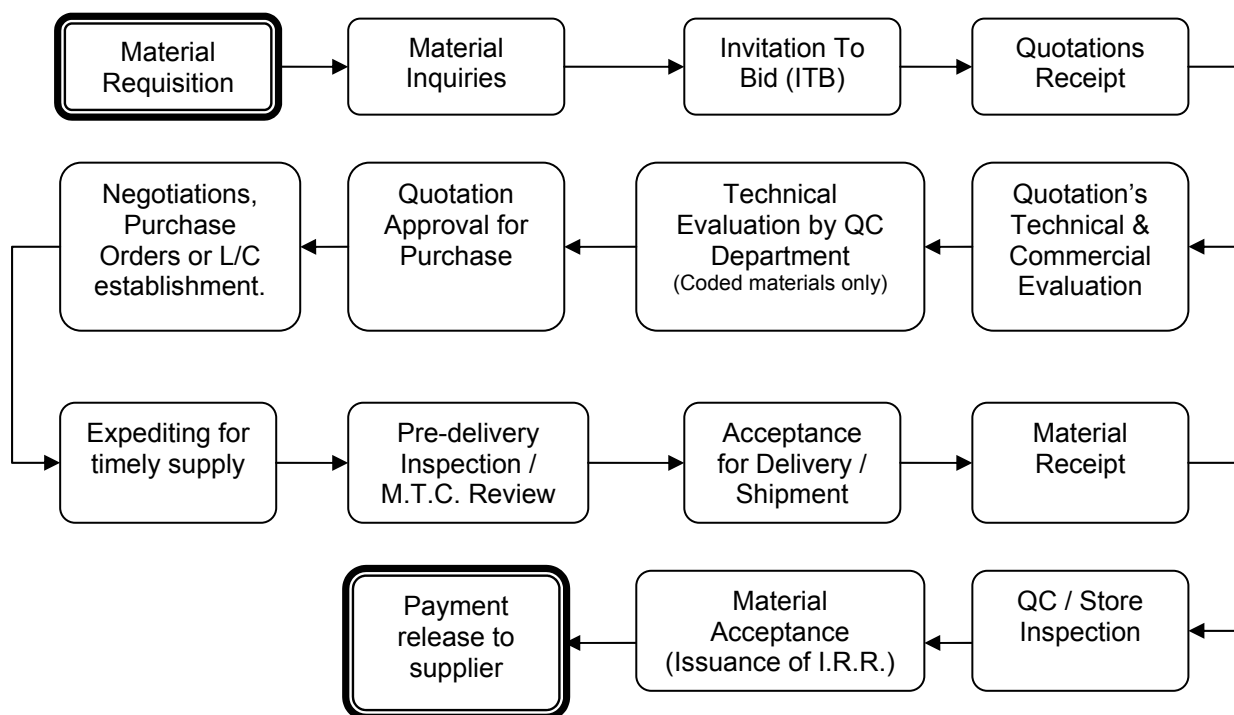 Material
Requisition
Material
Inquiries
Invitation To
Bid (ITB)
Quotations
Receipt
Quotation’s
Technical &
Commercial
Evaluation
Technical
Evaluation by QC
Department
(Coded materials only)
Quotation
Approval for
Purchase
Negotiations,
Purchase
Orders or L/C
establishment.
Expediting for
timely supply
Pre-delivery
Inspection /
M.T.C. Review
Acceptance
for Delivery /
Shipment
Material
Receipt
QC / Store
Inspection
Material
Acceptance
(Issuance of I.R.R.)
Payment
release to
supplier